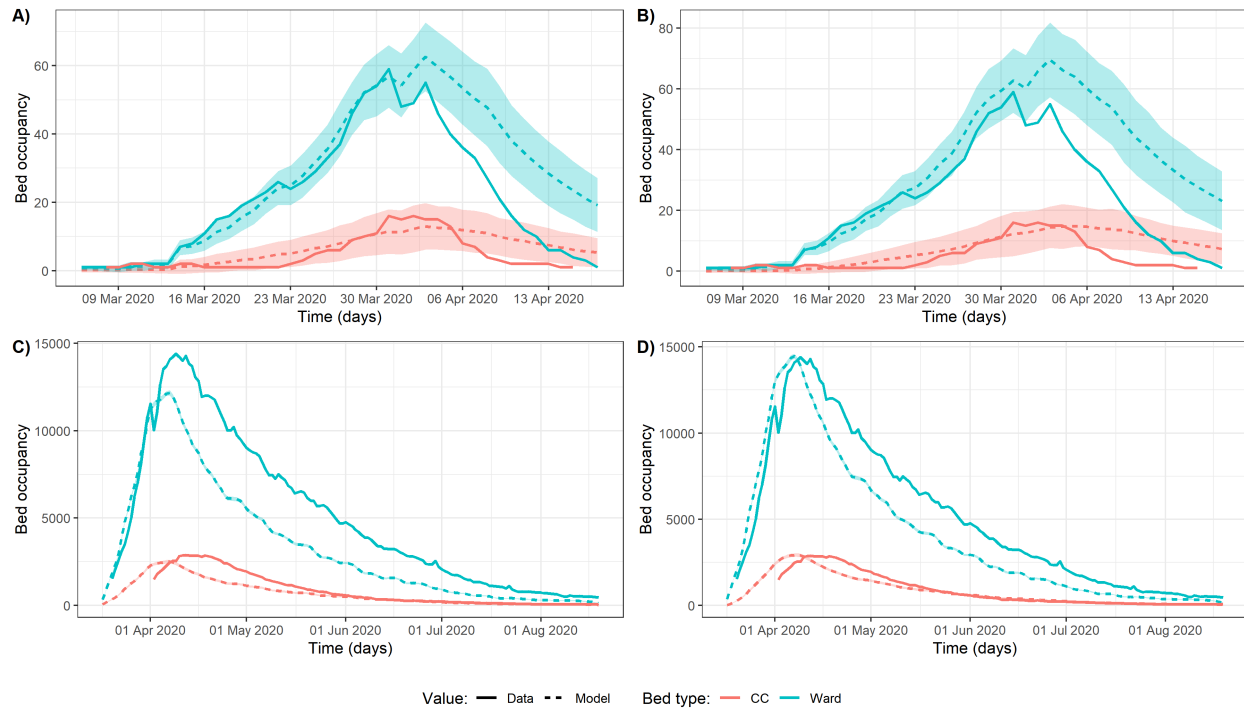 A)
Bed occupancy
60
40
20
0
09 Mar 2020 16 Mar 2020 23 Mar 2020 30 Mar 2020 06 Apr 2020 13 Apr 2020
Time (days)
B)
Bed occupancy
80
60
40
20
0
09 Mar 2020 16 Mar 2020 23 Mar 2020 30 Mar 2020 06 Apr 2020 13 Apr 2020
Time (days)
C)
Bed occupancy
15000
10000
5000
0
01 Apr 2020 01 May 2020 01 Jun 2020 01 Jul 2020 01 Aug 2020
Time (days)
D)
Bed occupancy
15000
10000
5000
0
01 Apr 2020 01 May 2020 01 Jun 2020 01 Jul 2020 01 Aug 2020
Time (days)
Value: Data Model Bed type: CC Ward